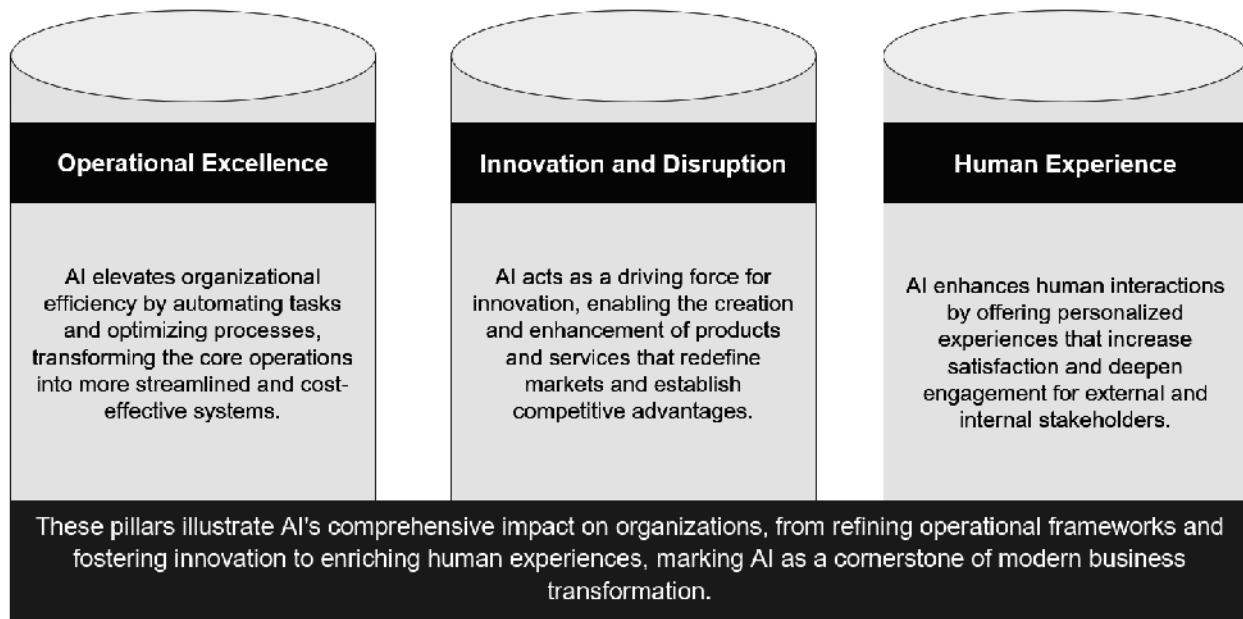 Operational Excellence
AI elevates organizational
efficiency by automating tasks
and optimizing processes,
transforming the core operations
into more streamlined and cost-
effective systems.
Innovation and Disruption
AI acts as a driving force for
innovation, enabling the creation
and enhancement of products
and services that redefine
markets and establish
competitive advantages.
Human Experience
AI enhances human interactions
by offering personalized
experiences that increase
satisfaction and deepen
engagement for external and
internal stakeholders.
These pillars illustrate AI's comprehensive impact on organizations, from refining operational frameworks and
fostering innovation to enriching human experiences, marking AI as a cornerstone of modern business
transformation.